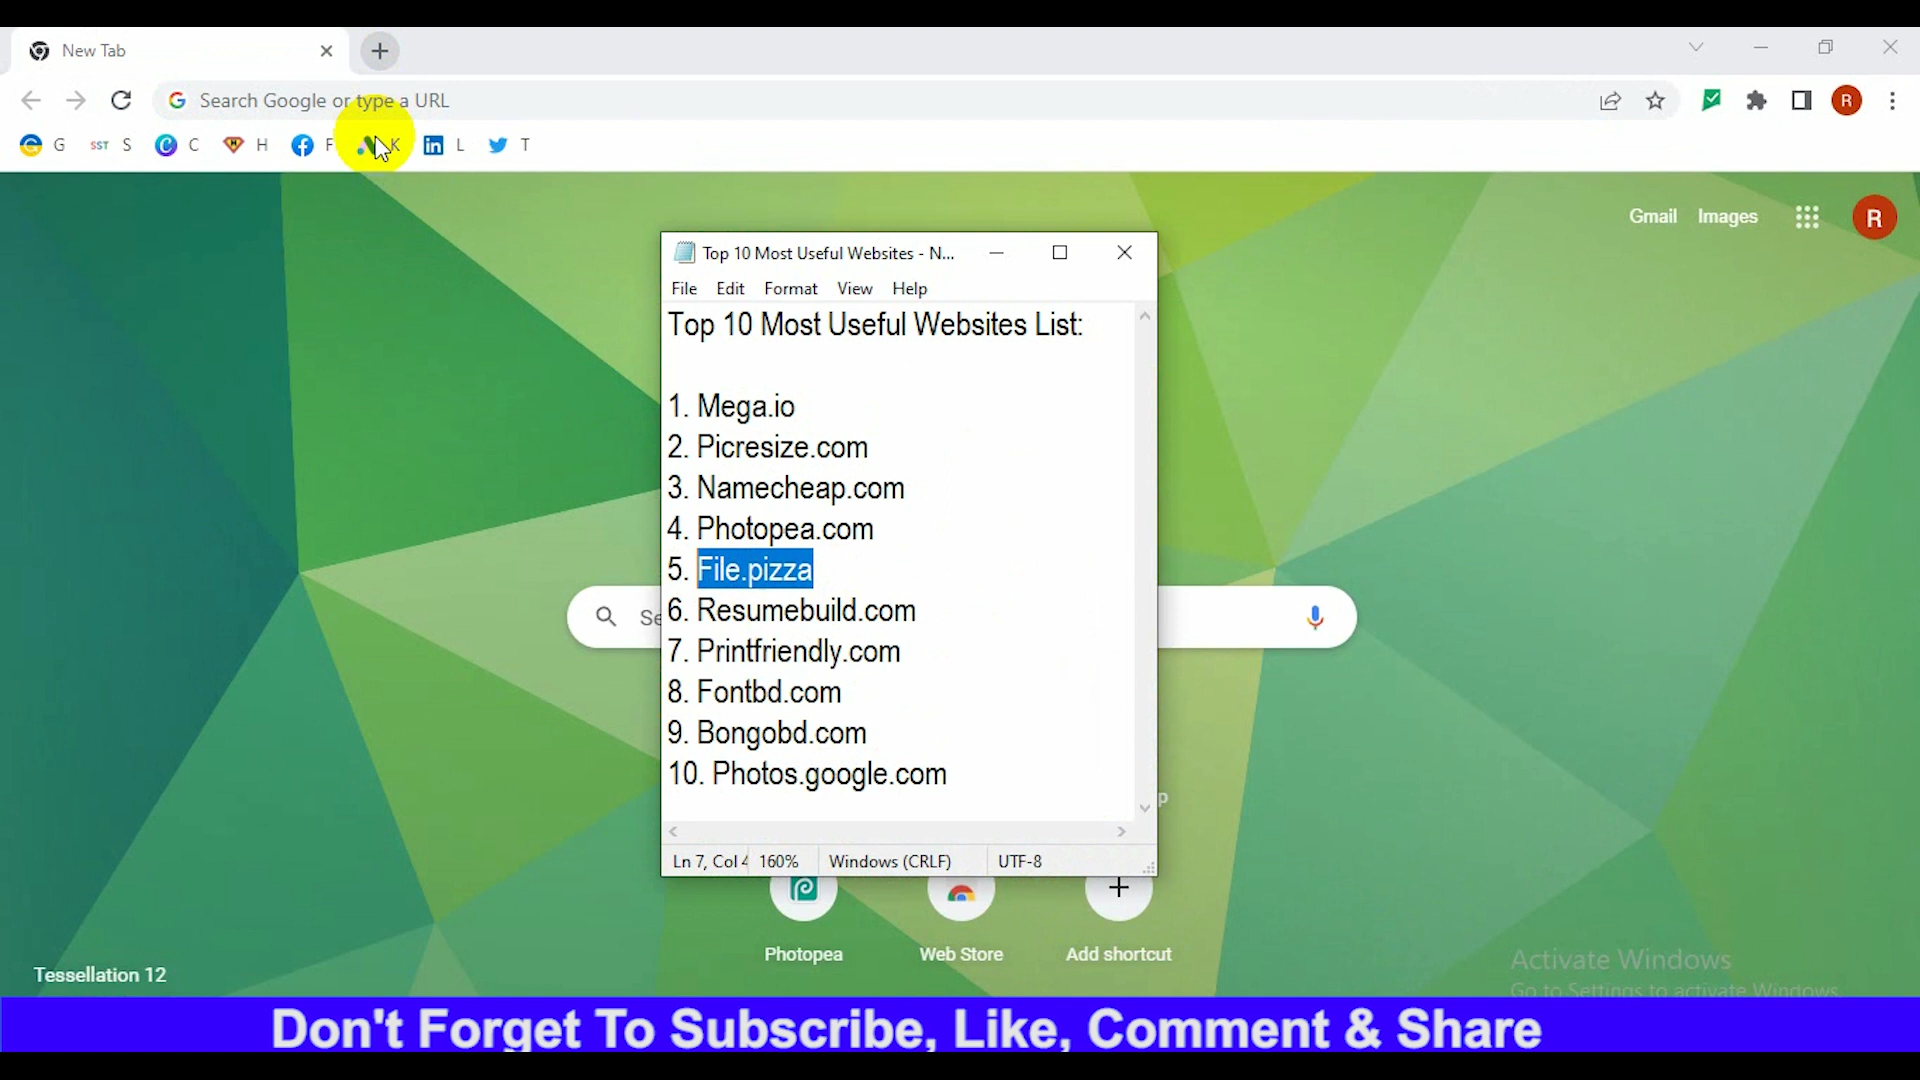 New Tab
Search Google or type a URL
G SST S C H F K L T
Gmail Images R
Top 10 Most Useful Websites - N...
File Edit Format View Help
Top 10 Most Useful Websites List:
1. Mega.io
2. Picresize.com
3. Namecheap.com
4. Photopea.com
5. File.pizza
6. Resumebuild.com
7. Printfriendly.com
8. Fontbd.com
9. Bongobd.com
10. Photos.google.com
Ln 7, Col 4 160% Windows (CRLF) UTF-8
Photopea Web Store Add shortcut
Tessellation 12
Activate Windows
Go to Settings to activate Windows.
Don't Forget To Subscribe, Like, Comment & Share